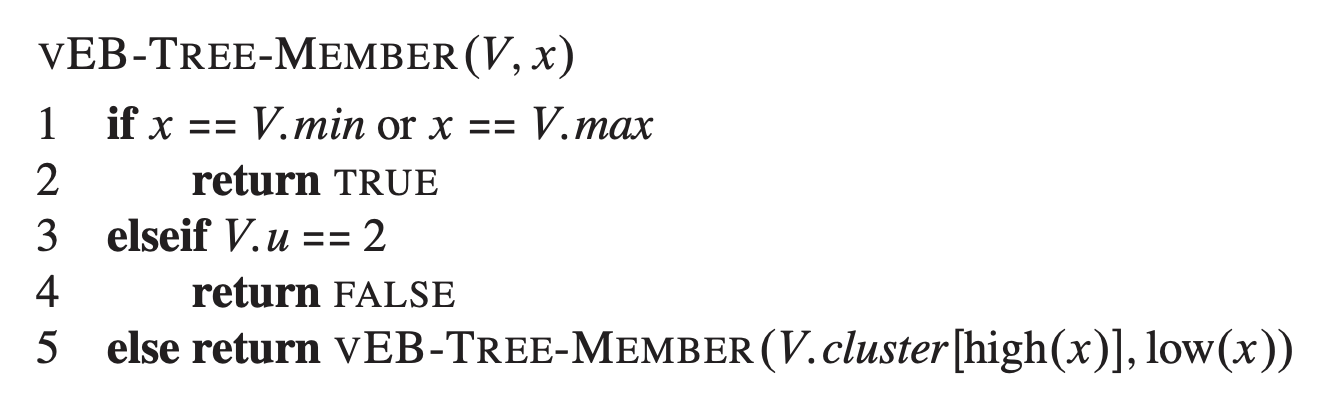 vEB-Tree-Member(V, x)
1 if x == V.min or x == V.max
2 return TRUE
3 elseif V.u == 2
4 return FALSE
5 else return vEB-Tree-Member(V.cluster[high(x)], low(x))